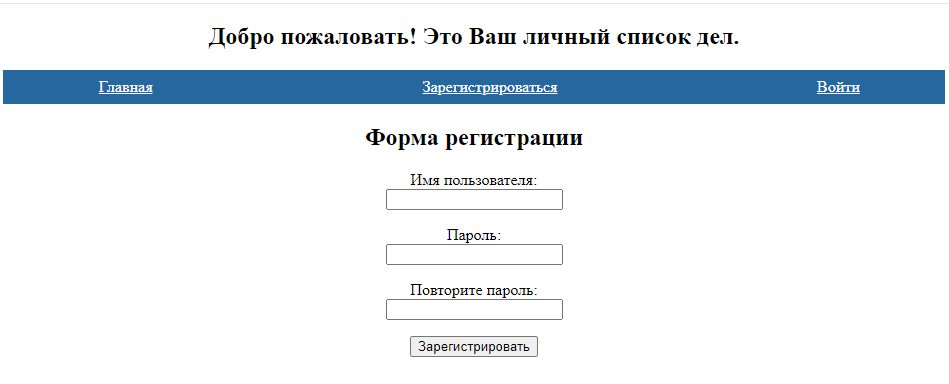 Добро пожаловать! Это Ваш личный список дел.
Главная Зарегистрироваться Войти
Форма регистрации
Имя пользователя:
Пароль:
Повторите пароль:
Зарегистрировать